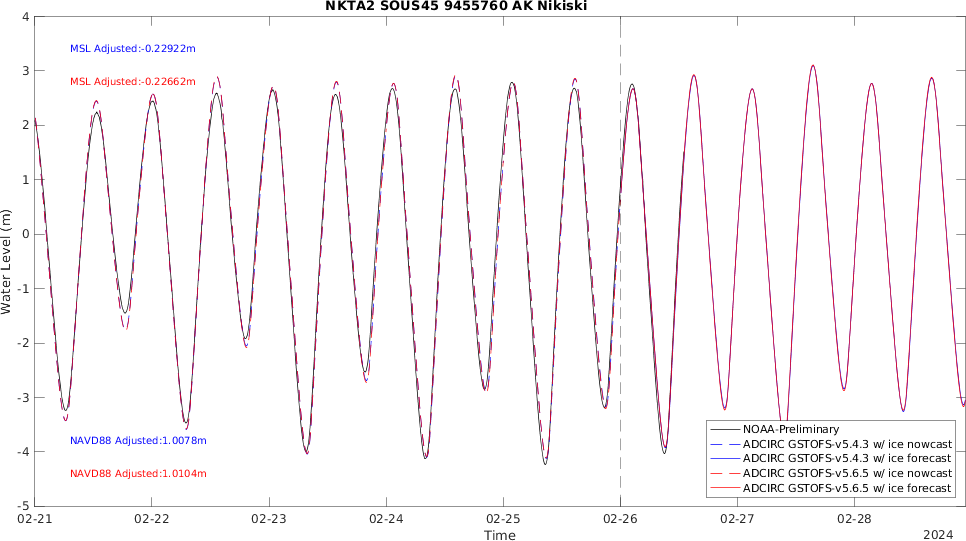 NKTA2 SOUS45 9455760 AK Nikiski
4
3
2
1
0
-1
-2
-3
-4
-5
Water Level (m)
MSL Adjusted:-0.22922m
MSL Adjusted:-0.22662m
NAVD88 Adjusted:1.0078m
NAVD88 Adjusted:1.0104m
NOAA-Preliminary
ADCIRC GSTOFS-v5.4.3 w/ ice nowcast
ADCIRC GSTOFS-v5.4.3 w/ ice forecast
ADCIRC GSTOFS-v5.6.5 w/ ice nowcast
ADCIRC GSTOFS-v5.6.5 w/ ice forecast
02-21 02-22 02-23 02-24 02-25 02-26 02-27 02-28
Time
2024